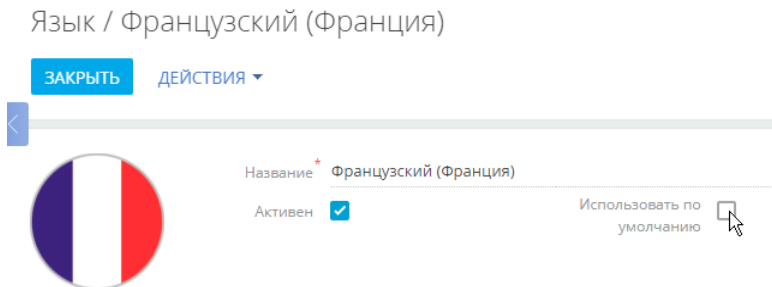 Язык / Французский (Франция)
ЗАКРЫТЬ ДЕЙСТВИЯ
Название* Французский (Франция)
Активен
Использовать по
умолчанию